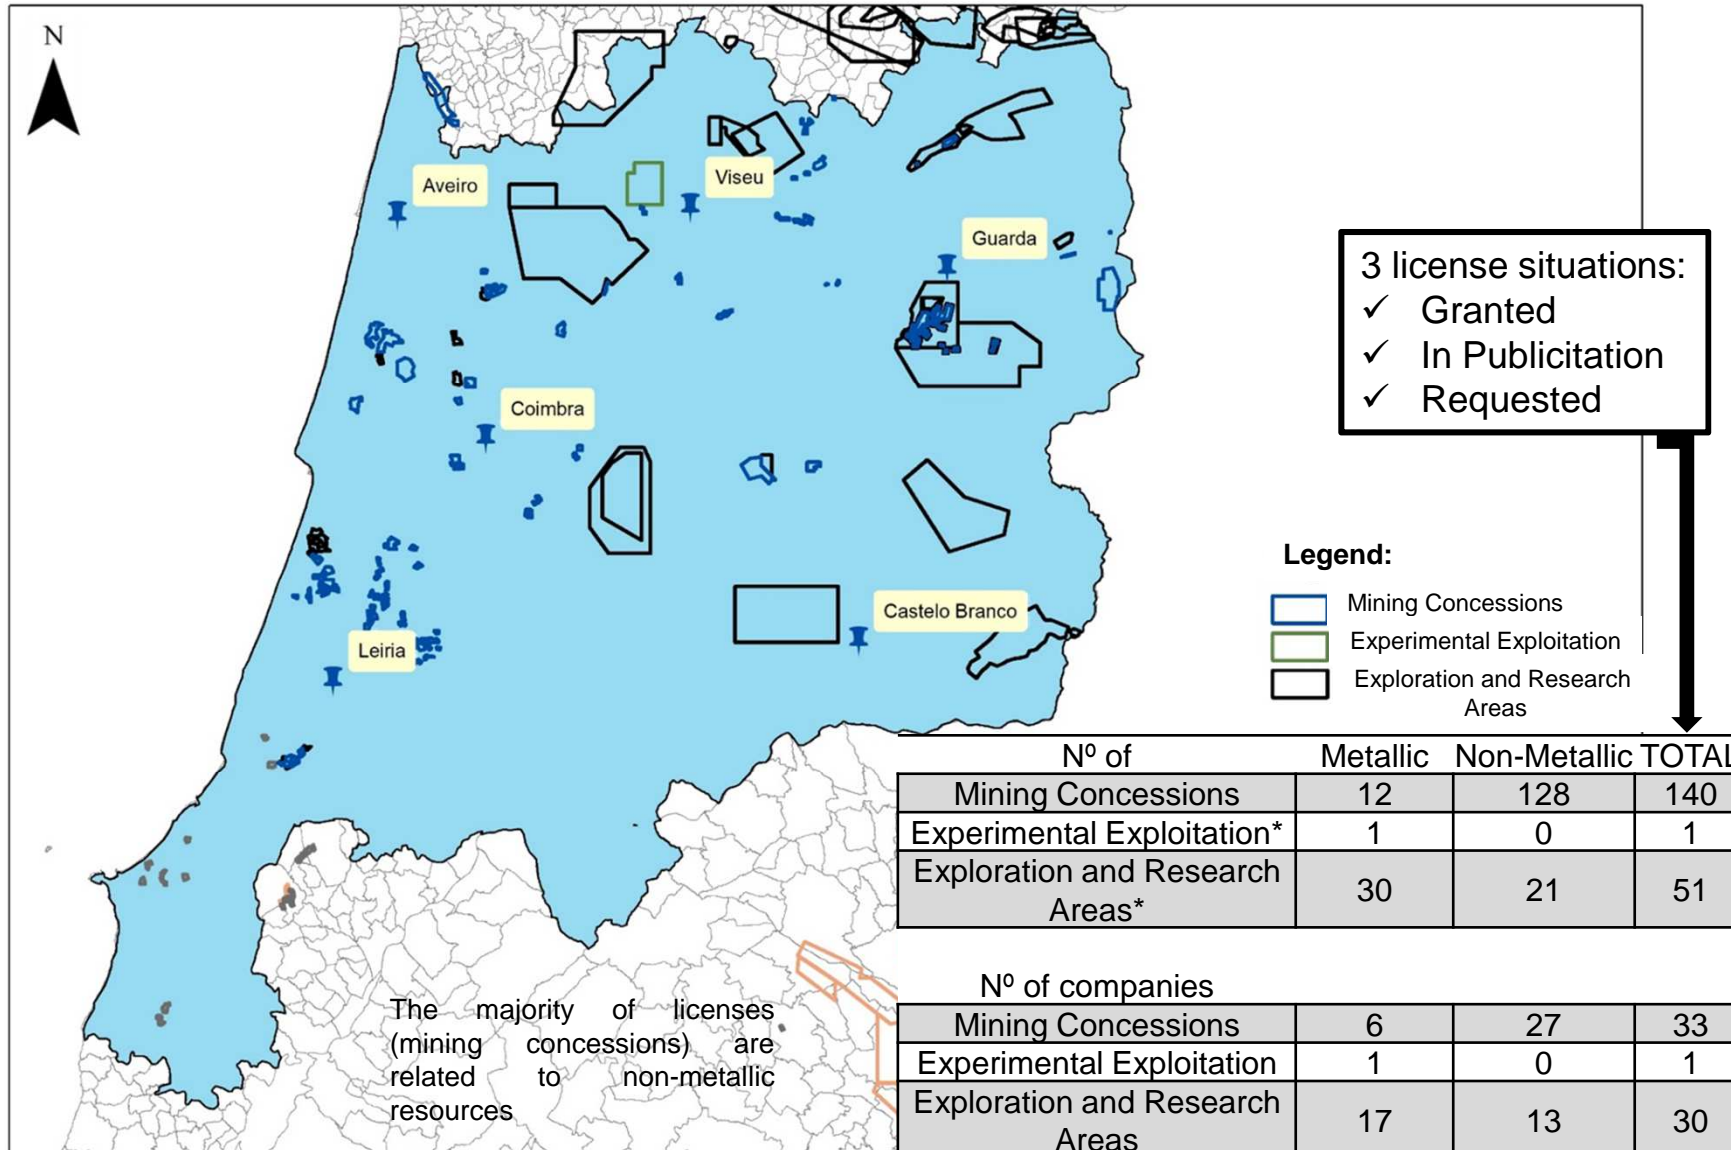 N
Aveiro
Viseu
Guarda
Coimbra
Castelo Branco
Leiria
3 license situations:
✓ Granted
✓ In Publicitation
✓ Requested
Legend:
Mining Concessions
Experimental Exploitation
Exploration and Research
Areas
Nº of Metallic Non-Metallic TOTAL
Mining Concessions 12 128 140
Experimental Exploitation* 1 0 1
Exploration and Research
Areas* 30 21 51
Nº of companies
Mining Concessions 6 27 33
Experimental Exploitation 1 0 1
Exploration and Research
Areas 17 13 30
The majority of licenses
(mining concessions) are
related to non-metallic
resources